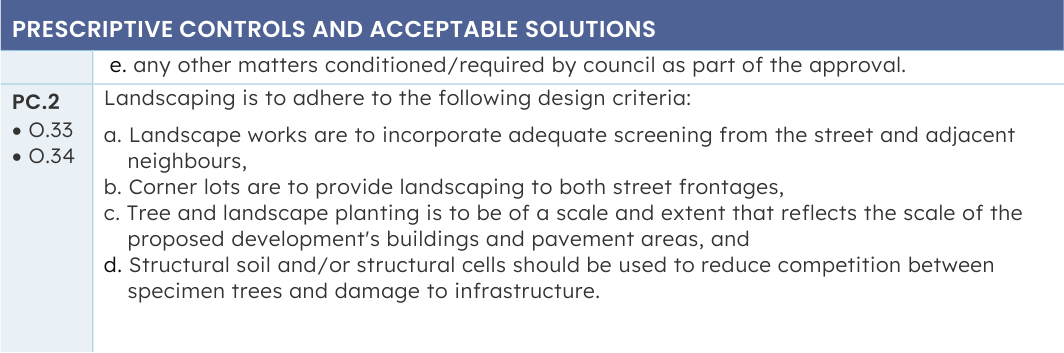 PRESCRIPTIVE CONTROLS AND ACCEPTABLE SOLUTIONS
e. any other matters conditioned/required by council as part of the approval.
PC.2
• O.33
• O.34
Landscaping is to adhere to the following design criteria:
a. Landscape works are to incorporate adequate screening from the street and adjacent
neighbours,
b. Corner lots are to provide landscaping to both street frontages,
c. Tree and landscape planting is to be of a scale and extent that reflects the scale of the
proposed development's buildings and pavement areas, and
d. Structural soil and/or structural cells should be used to reduce competition between
specimen trees and damage to infrastructure.